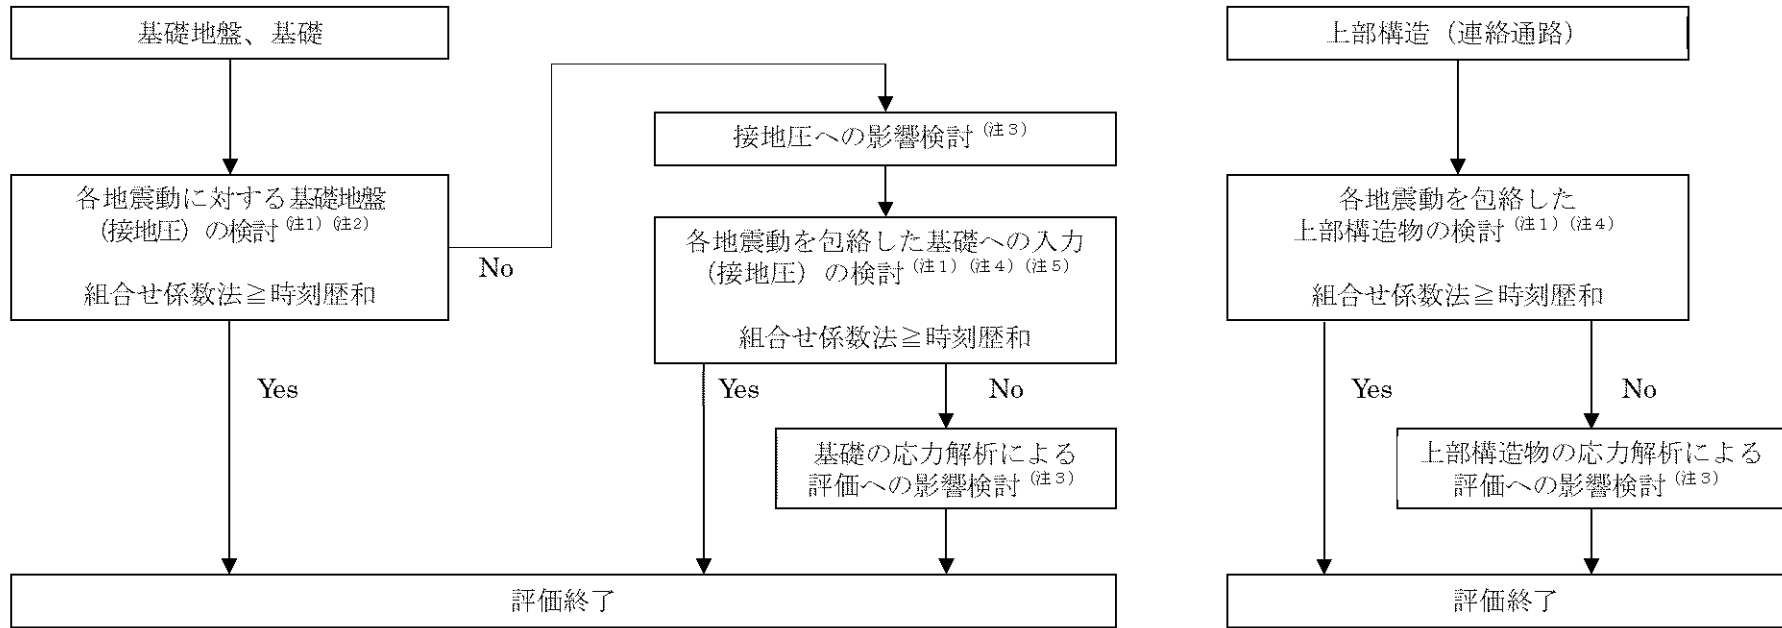 基礎地盤、基礎
各地震動に対する基礎地盤
(接地圧) の検討 (注1) (注2)
組合せ係数法≧時刻歴和
No
Yes
接地圧への影響検討 (注3)
各地震動を包絡した基礎への入力
(接地圧) の検討 (注1) (注4) (注5)
組合せ係数法≧時刻歴和
Yes
No
基礎の応力解析による
評価への影響検討 (注3)
評価終了
上部構造 (連絡通路)
各地震動を包絡した
上部構造物の検討 (注1) (注4)
組合せ係数法≧時刻歴和
Yes
No
上部構造物の応力解析による
評価への影響検討 (注3)
評価終了